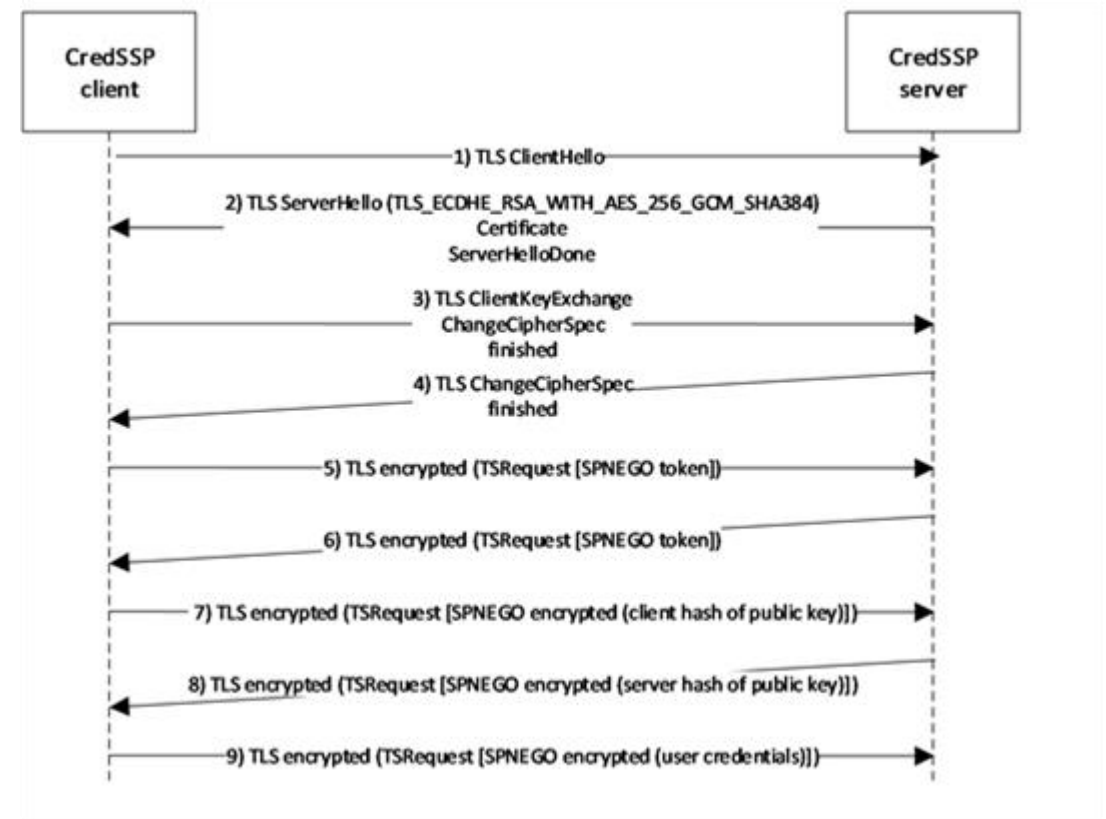 CredSSP
client
CredSSP
server
1) TLS ClientHello
2) TLS ServerHello (TLS_ECDHE_RSA_WITH_AES_256_GCM_SHA384)
Certificate
ServerHelloDone
3) TLS ClientKeyExchange
ChangeCipherSpec
finished
4) TLS ChangeCipherSpec
finished
5) TLS encrypted (TSRequest [SPNEGO token])
6) TLS encrypted (TSRequest [SPNEGO token])
7) TLS encrypted (TSRequest [SPNEGO encrypted (client hash of public key)])
8) TLS encrypted (TSRequest [SPNEGO encrypted (server hash of public key)])
9) TLS encrypted (TSRequest [SPNEGO encrypted (user credentials)])